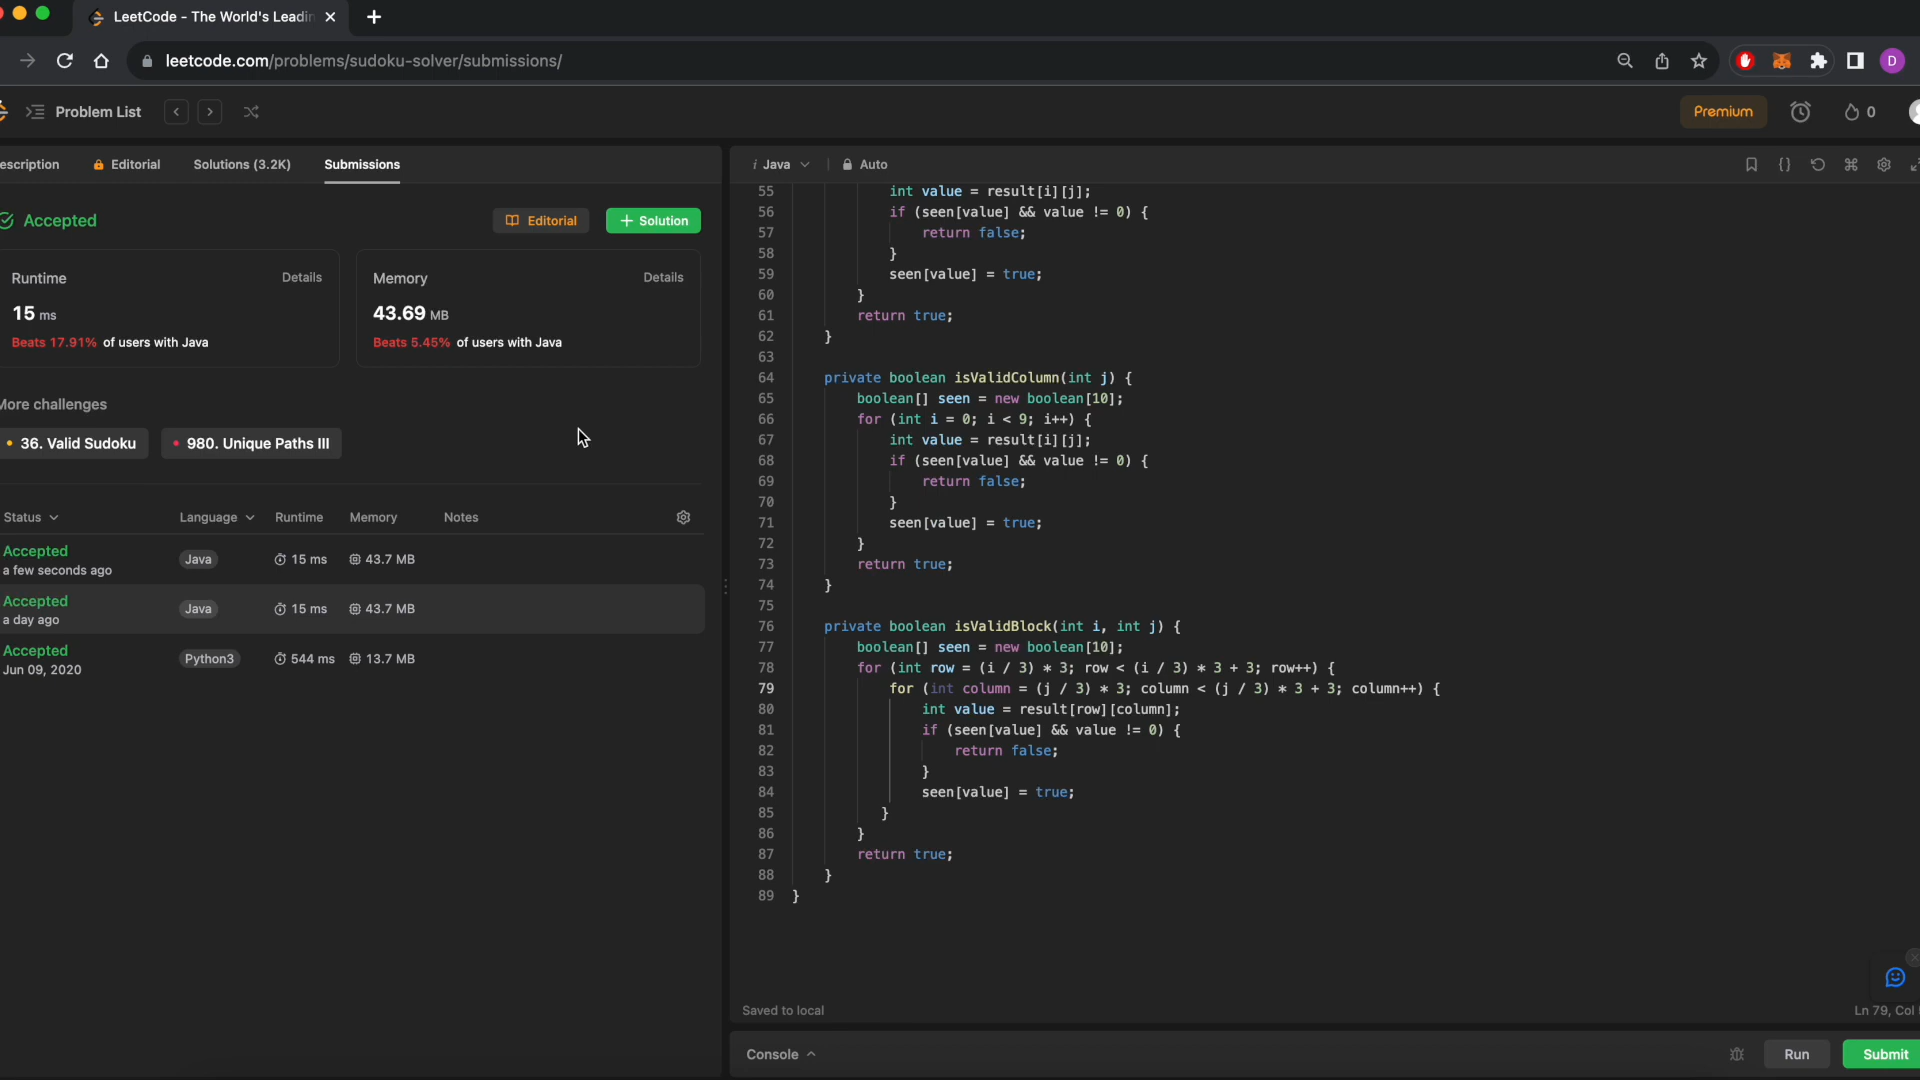 LeetCode - The World's Leadin
leetcode.com/problems/sudoku-solver/submissions/
D
Problem List
Premium
0
escription
Editorial
Solutions (3.2K)
Submissions
Accepted
Editorial
Solution
Runtime
Details
15 ms
Beats 17.91% of users with Java
Memory
Details
43.69 MB
Beats 5.45% of users with Java
More challenges
36. Valid Sudoku
980. Unique Paths III
Status Language Runtime Memory Notes
Accepted
a few seconds ago
Java 15 ms 43.7 MB
Accepted
a day ago
Java 15 ms 43.7 MB
Accepted
Jun 09, 2020
Python3 544 ms 13.7 MB
i Java Auto
55 int value = result[i][j];
56 if (seen[value] && value != 0) {
57 return false;
58 }
59 seen[value] = true;
60 }
61 return true;
62 }
63
64 private boolean isValidColumn(int j) {
65 boolean[] seen = new boolean[10];
66 for (int i = 0; i < 9; i++) {
67 int value = result[i][j];
68 if (seen[value] && value != 0) {
69 return false;
70 }
71 seen[value] = true;
72 }
73 return true;
74 }
75
76 private boolean isValidBlock(int i, int j) {
77 boolean[] seen = new boolean[10];
78 for (int row = (i / 3) * 3; row < (i / 3) * 3 + 3; row++) {
79 for (int column = (j / 3) * 3; column < (j / 3) * 3 + 3; column++) {
80 int value = result[row][column];
81 if (seen[value] && value != 0) {
82 return false;
83 }
84 seen[value] = true;
85 }
86 }
87 return true;
88 }
89 }
Saved to local
Ln 79, Col
Console
Run
Submit